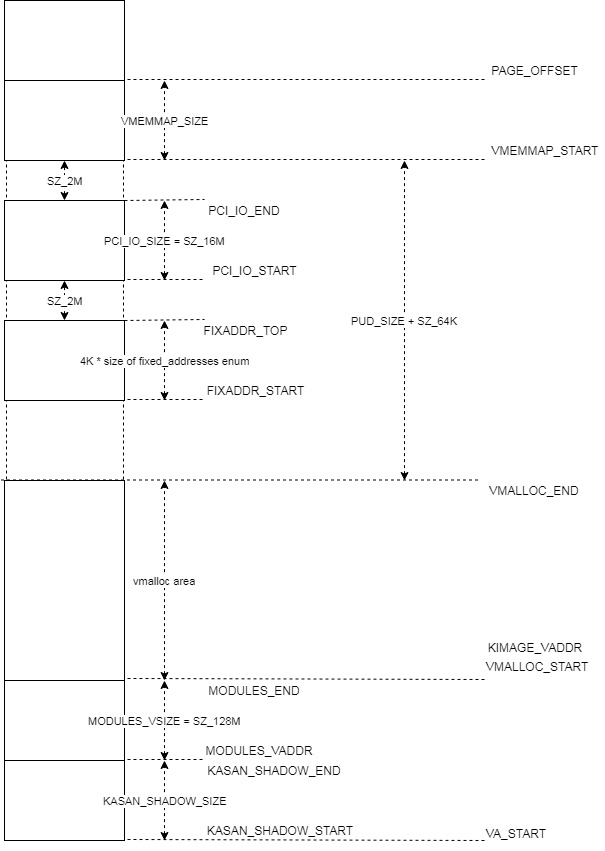 PAGE_OFFSET
VMEMMAP_SIZE
VMEMMAP_START
SZ_2M
PCI_IO_END
PCI_IO_SIZE = SZ_16M
PCI_IO_START
SZ_2M
PUD_SIZE + SZ_64K
FIXADDR_TOP
4K * size of fixed_addresses enum
FIXADDR_START
VMALLOC_END
vmalloc area
KIMAGE_VADDR
VMALLOC_START
MODULES_END
MODULES_VSIZE = SZ_128M
MODULES_VADDR
KASAN_SHADOW_END
KASAN_SHADOW_SIZE
KASAN_SHADOW_START
VA_START